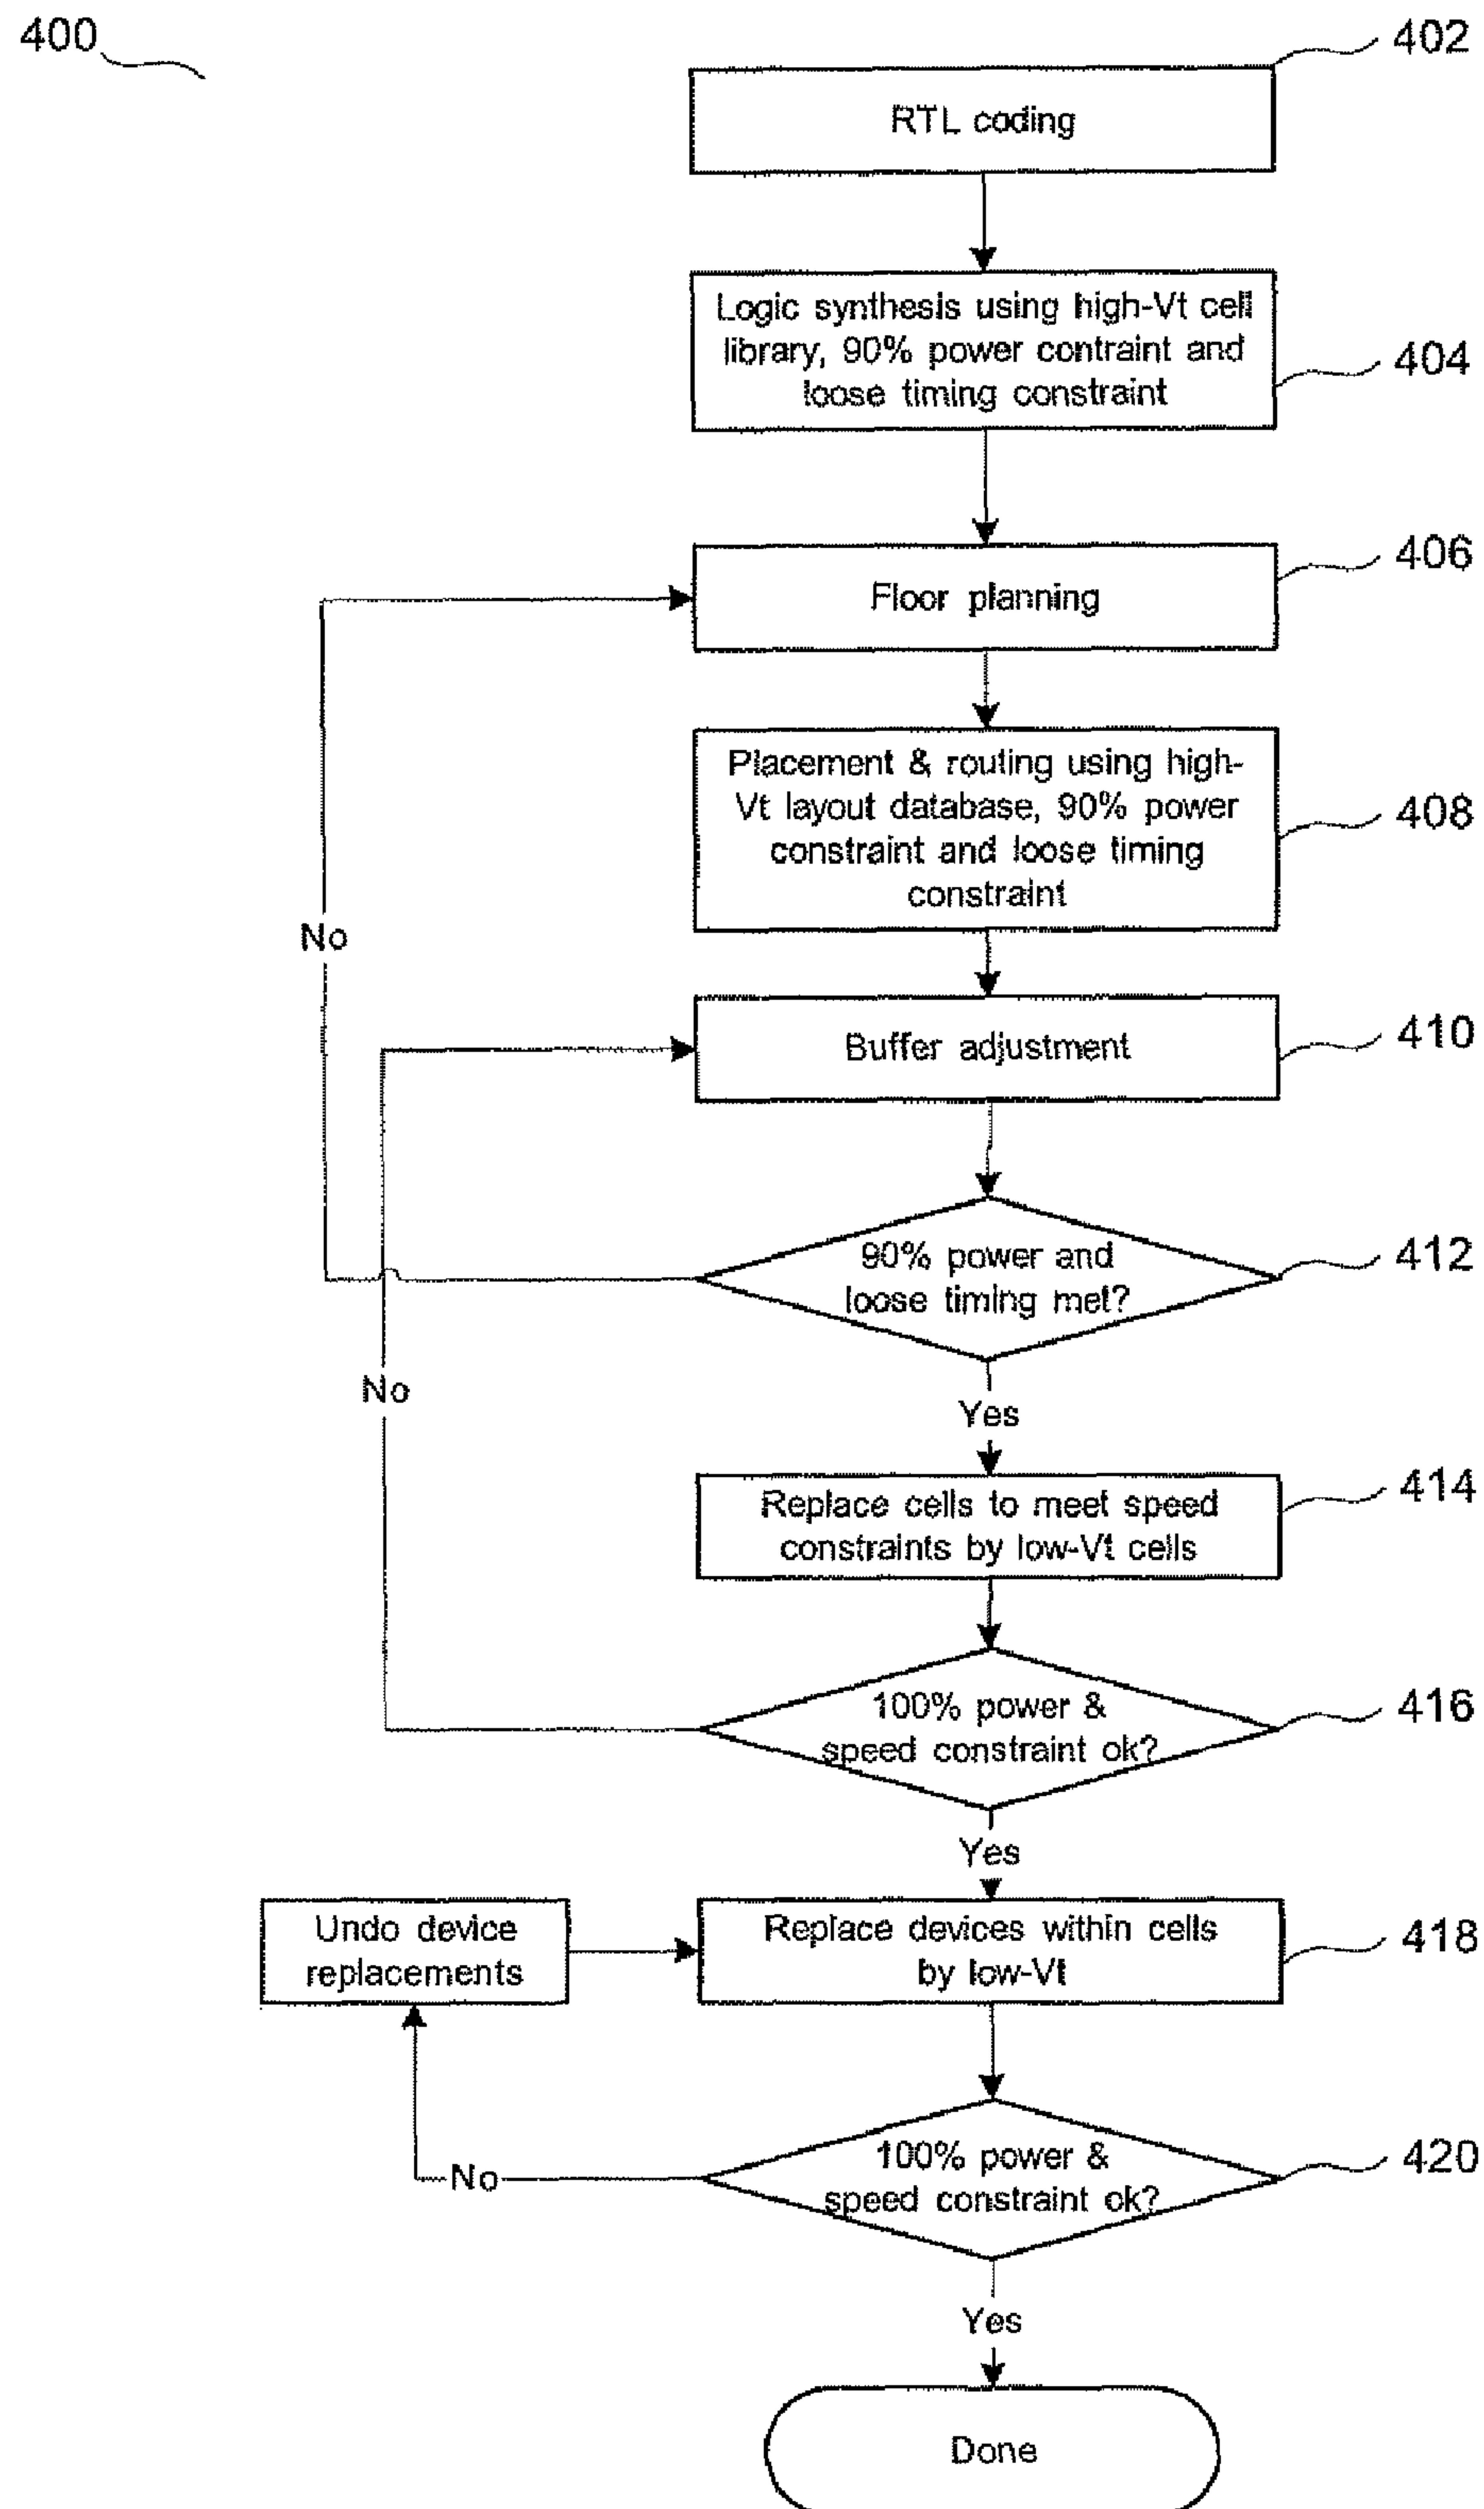 400
402
RTL coding
Logic synthesis using high-Vt cell
library, 90% power contraint and
loose timing constraint
404
406
Floor planning
Placement & routing using high-
Vt layout database, 90% power
constraint and loose timing
constraint
408
No
Buffer adjustment
410
90% power and
loose timing met?
412
No
Yes
Replace cells to meet speed
constraints by low-Vt cells
414
100% power &
speed constraint ok?
416
Yes
Undo device
replacements
Replace devices within cells
by low-Vt
418
100% power &
speed constraint ok?
420
No
Yes
Done